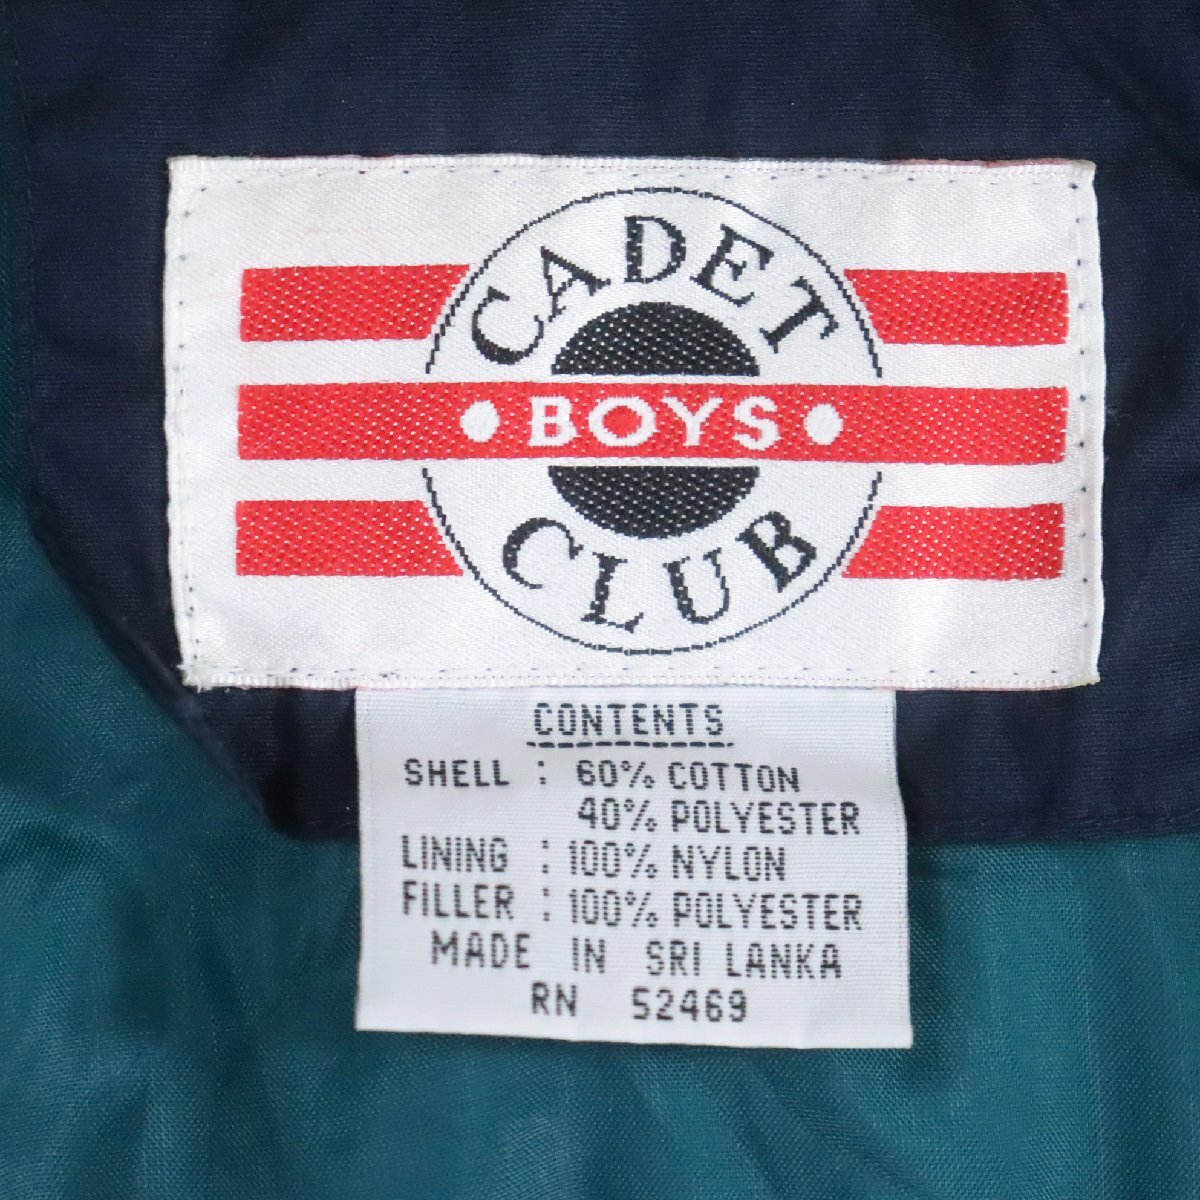 CADET
• BOYS •
CLUB
CONTENTS
SHELL : 60% COTTON
40% POLYESTER
LINING : 100% NYLON
FILLER : 100% POLYESTER
MADE IN SRI LANKA
RN 52469